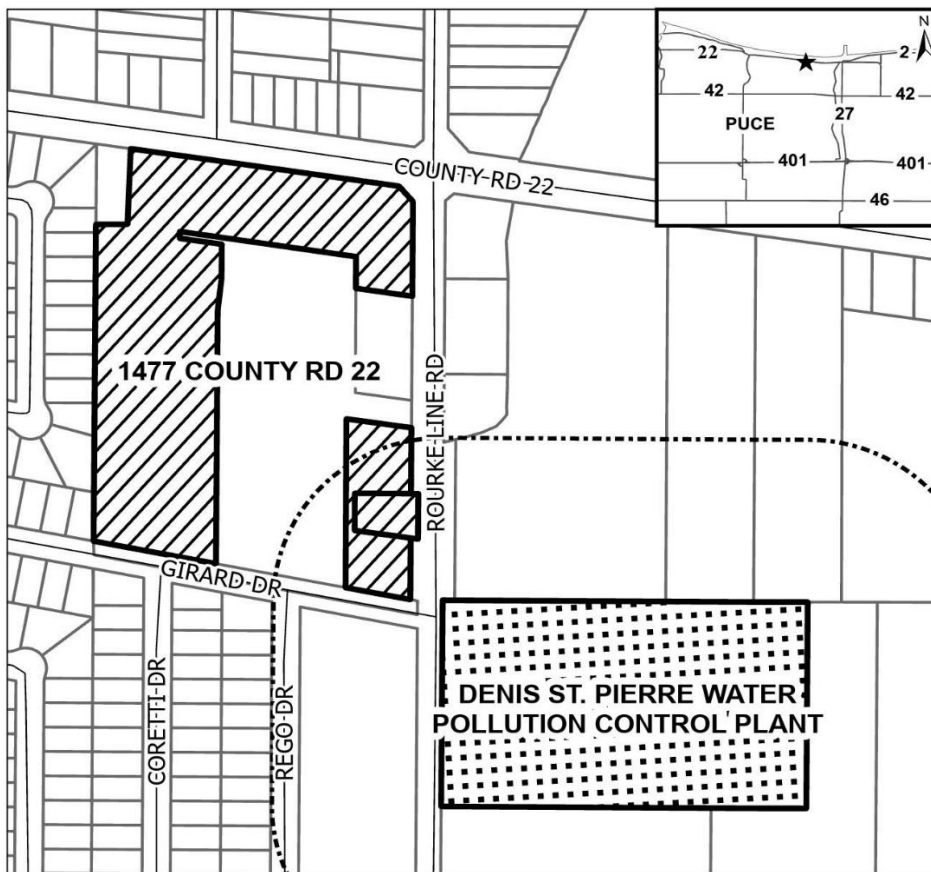 N
22
2
42
42
27
PUCE
401
401
46
COUNTY RD 22
1477 COUNTY RD 22
ROURKE LINE RD
GIRARD DR
DENIS ST. PIERRE WATER
POLLUTION CONTROL PLANT
CORETTI DR
REGO DR